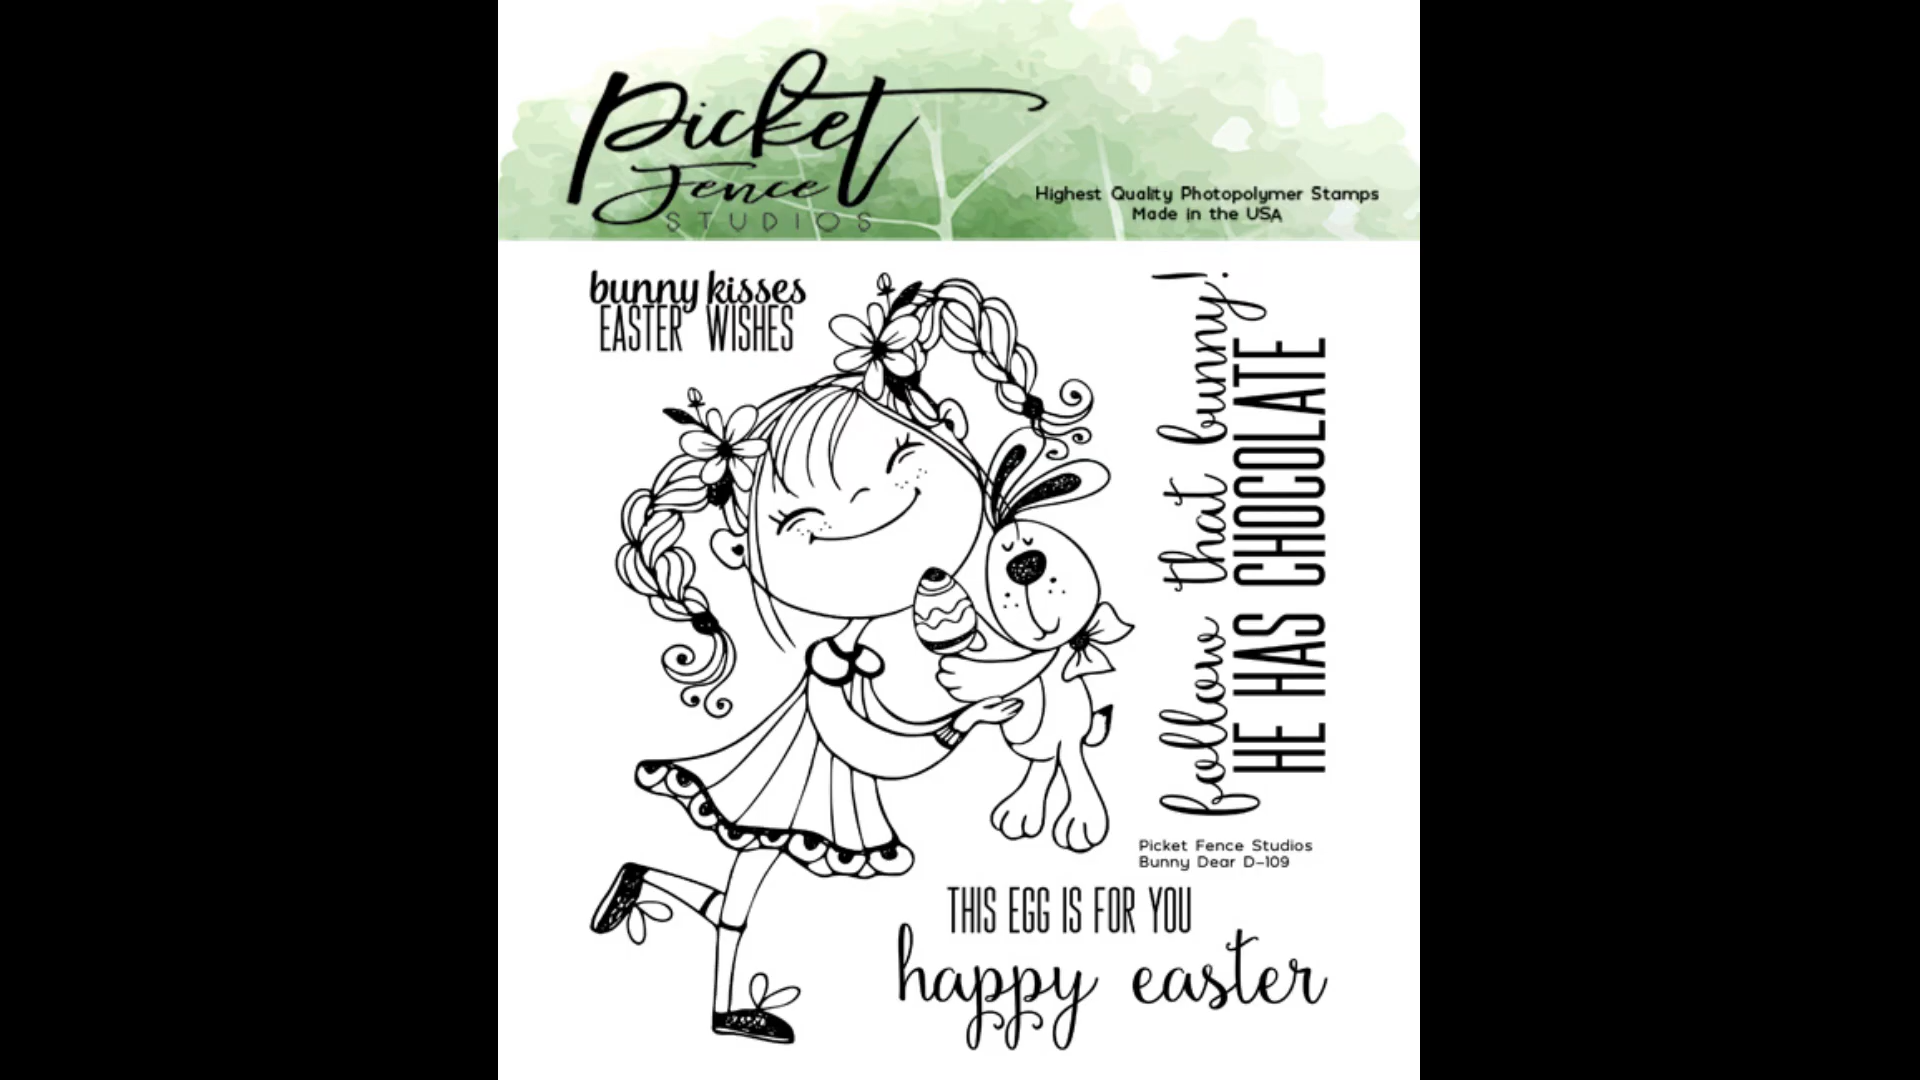 Picket
Fence
STUDIOS
Highest Quality Photopolymer Stamps
Made in the USA
bunny kisses
EASTER WISHES
follow that bunny!
HE HAS CHOCOLATE
Picket Fence Studios
Bunny Dear D-109
THIS EGG IS FOR YOU
happy easter